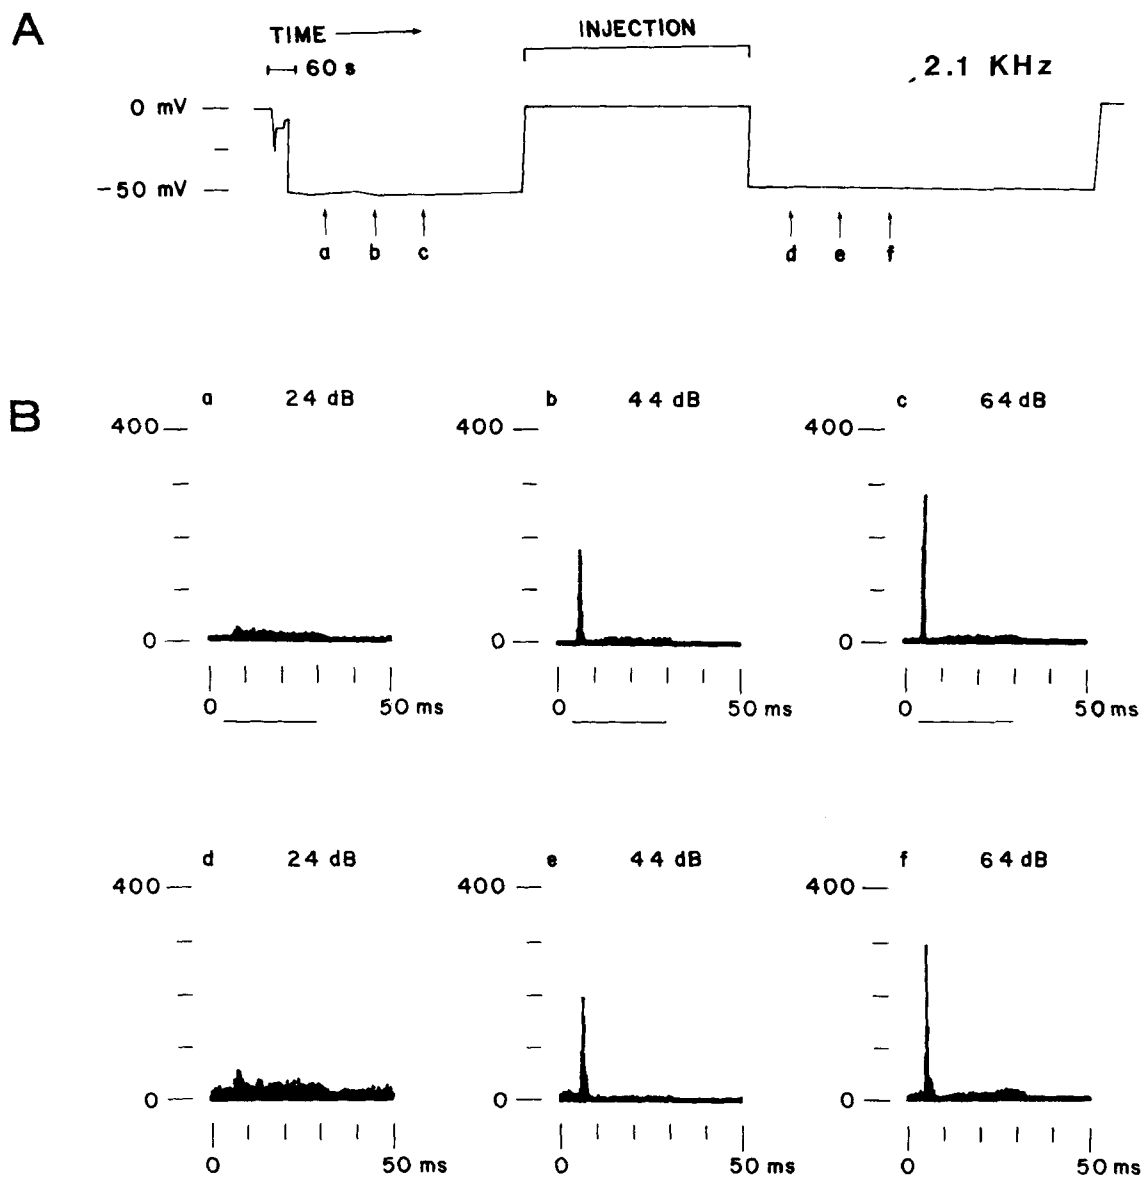 A
TIME
INJECTION
60 s
2.1 KHz
0 mV
-50 mV
a b c d e f
B
a 24 dB b 44 dB c 64 dB
400 400 400
0 0 0
0 50 ms 0 50 ms 0 50 ms
d 24 dB e 44 dB f 64 dB
400 400 400
0 0 0
0 50 ms 0 50 ms 0 50 ms